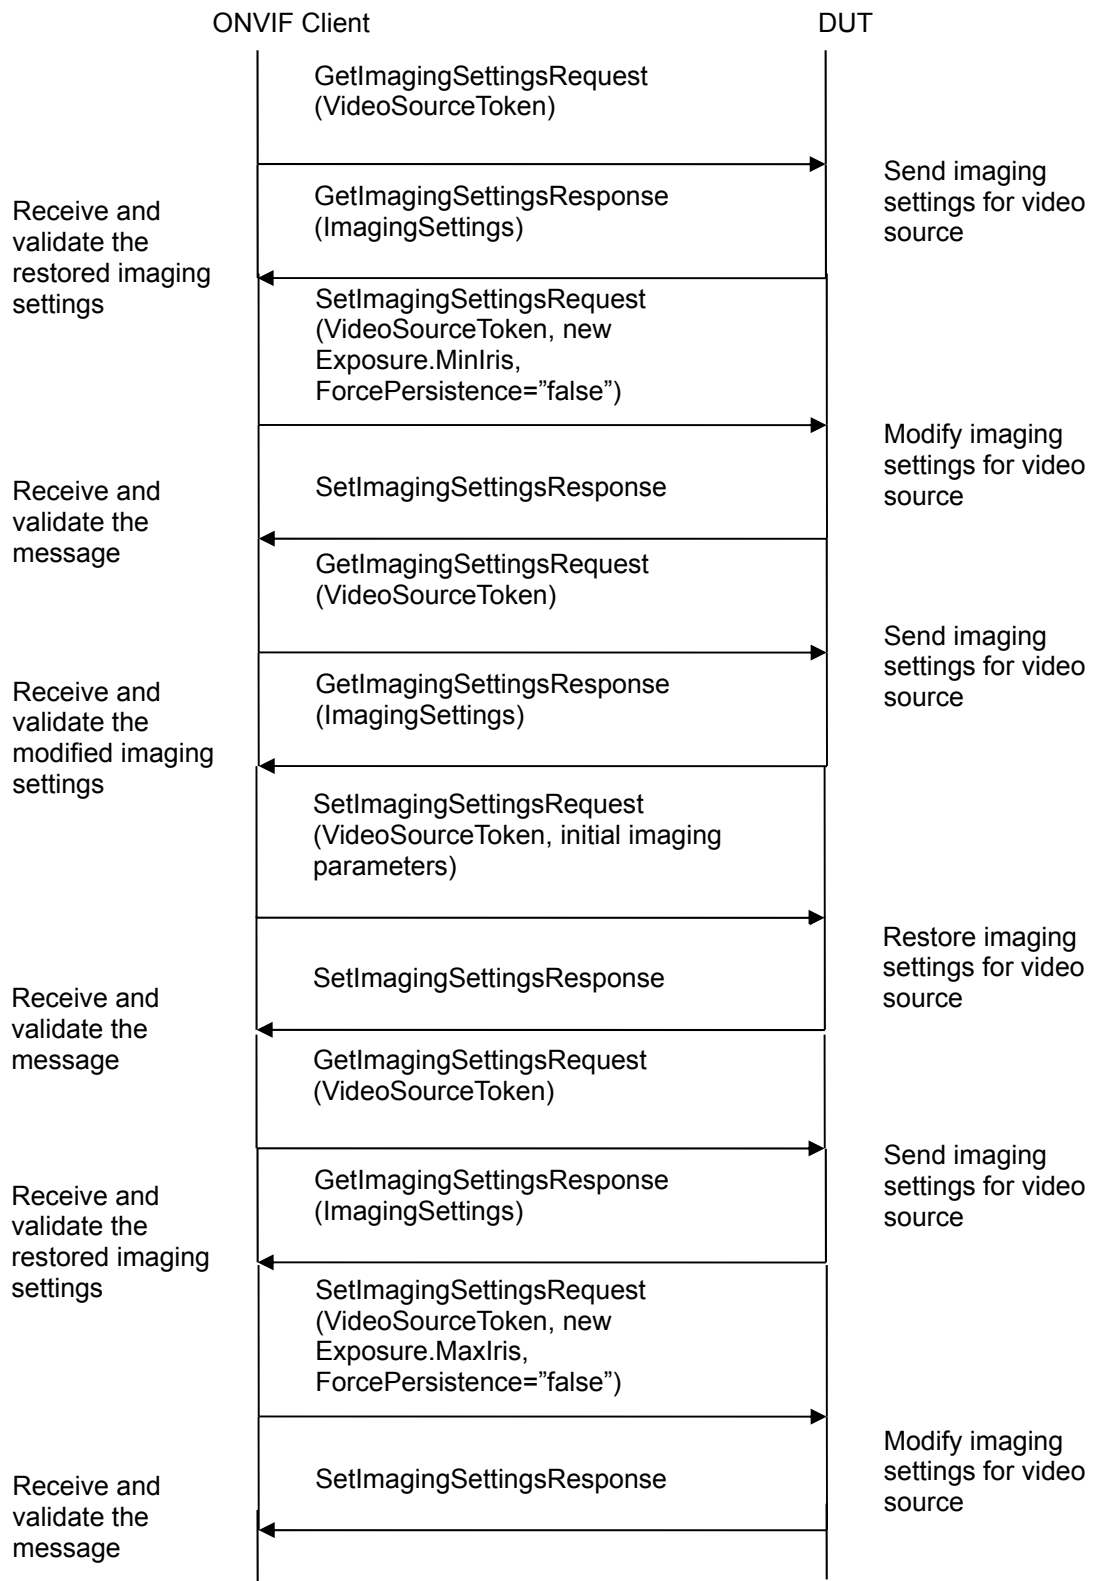 ONVIF Client
DUT
GetImagingSettingsRequest
(VideoSourceToken)
Send imaging
settings for video
source
GetImagingSettingsResponse
(ImagingSettings)
Receive and
validate the
restored imaging
settings
SetImagingSettingsRequest
(VideoSourceToken, new
Exposure.MinIris,
ForcePersistence=”false”)
Modify imaging
settings for video
source
SetImagingSettingsResponse
Receive and
validate the
message
GetImagingSettingsRequest
(VideoSourceToken)
Send imaging
settings for video
source
GetImagingSettingsResponse
(ImagingSettings)
Receive and
validate the
modified imaging
settings
SetImagingSettingsRequest
(VideoSourceToken, initial imaging
parameters)
Restore imaging
settings for video
source
SetImagingSettingsResponse
Receive and
validate the
message
GetImagingSettingsRequest
(VideoSourceToken)
Send imaging
settings for video
source
GetImagingSettingsResponse
(ImagingSettings)
Receive and
validate the
restored imaging
settings
SetImagingSettingsRequest
(VideoSourceToken, new
Exposure.MaxIris,
ForcePersistence=”false”)
Modify imaging
settings for video
source
SetImagingSettingsResponse
Receive and
validate the
message